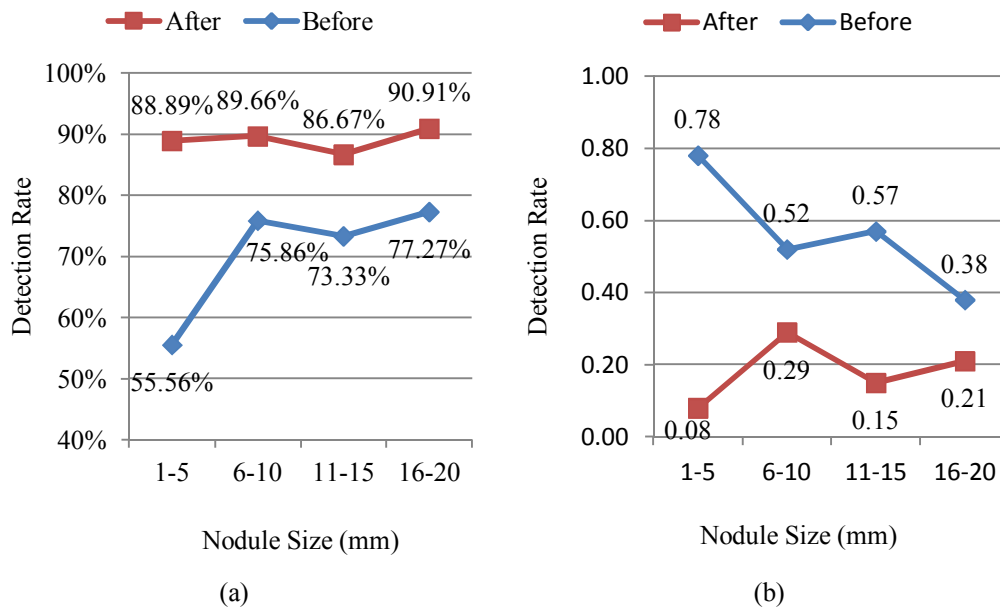 After Before
100%
90%
80%
70%
60%
50%
40%
88.89% 89.66% 86.67% 90.91%
55.56% 75.86% 73.33% 77.27%
1-5 6-10 11-15 16-20
Detection Rate
Nodule Size (mm)
(a)
After Before
1.00
0.80
0.60
0.40
0.20
0.00
0.78 0.52 0.57 0.38
0.08 0.29 0.15 0.21
1-5 6-10 11-15 16-20
Detection Rate
Nodule Size (mm)
(b)